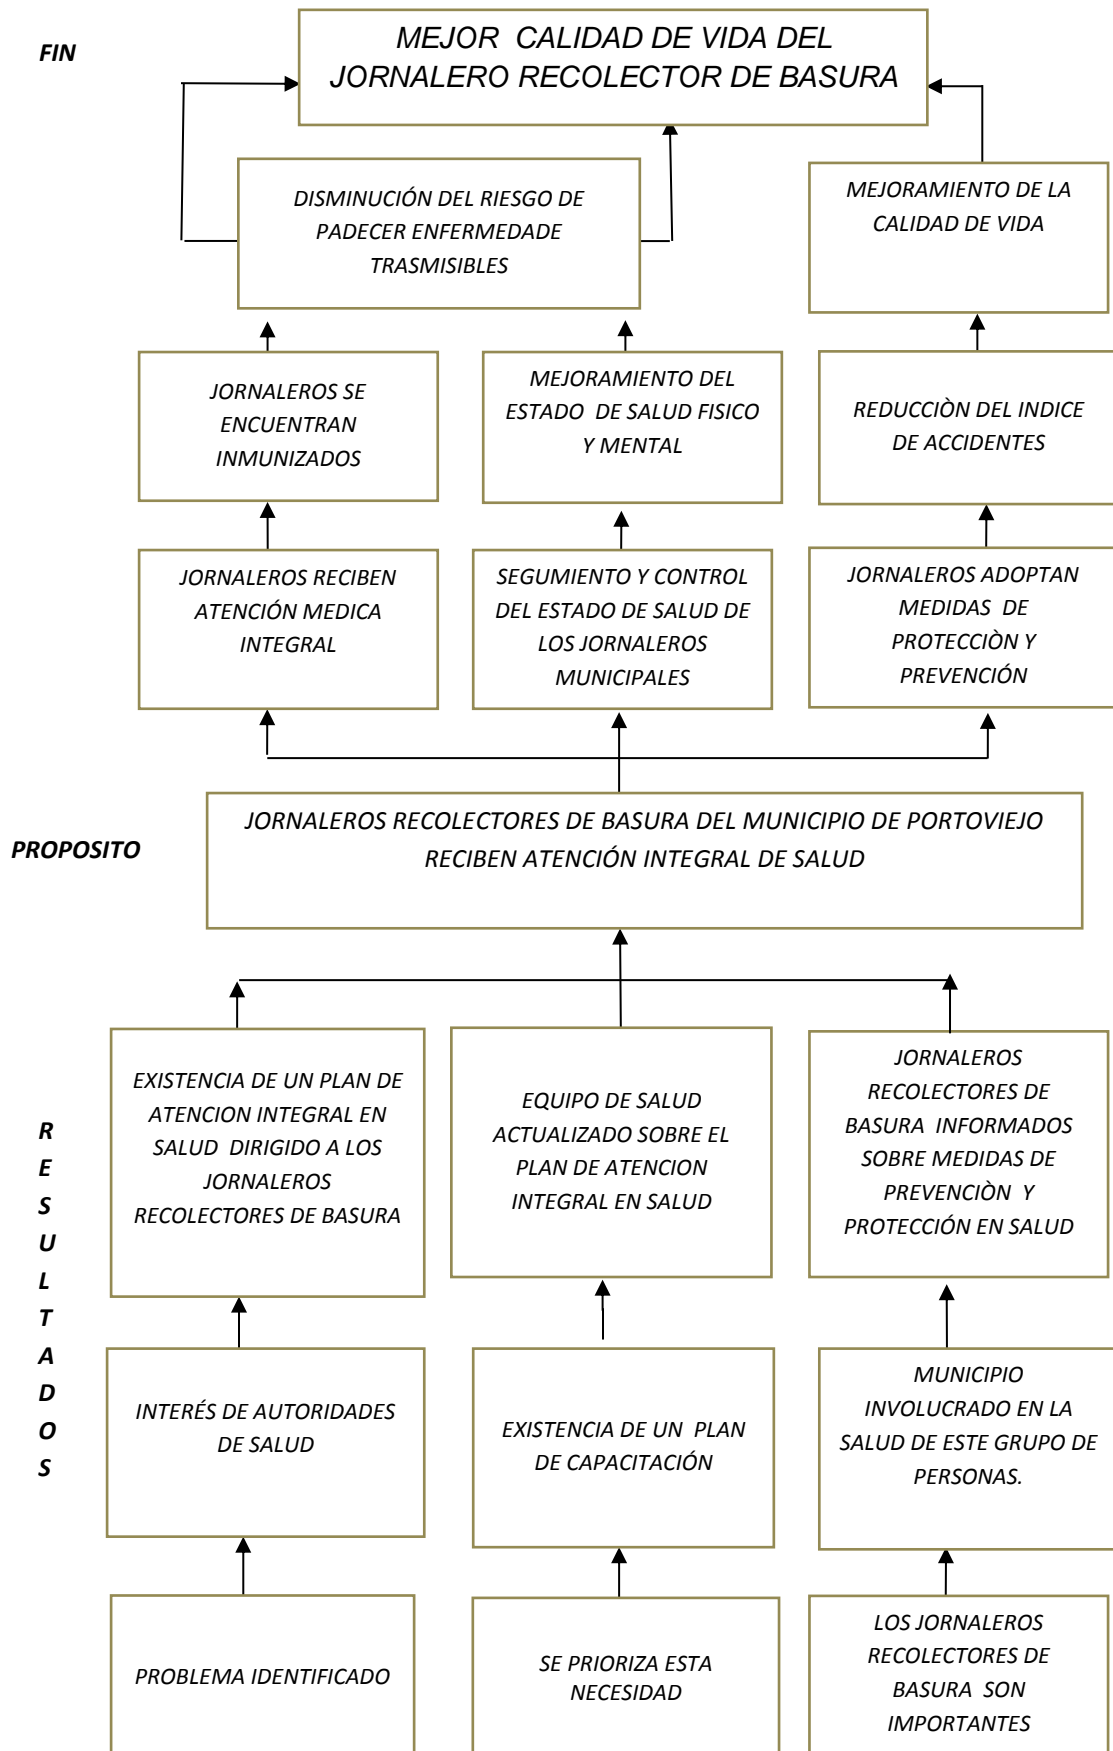 FIN
MEJOR CALIDAD DE VIDA DEL
JORNALERO RECOLECTOR DE BASURA
DISMINUCIÓN DEL RIESGO DE
PADECER ENFERMEDADE
TRASMISIBLES
MEJORAMIENTO DE LA
CALIDAD DE VIDA
JORNALEROS SE
ENCUENTRAN
INMUNIZADOS
MEJORAMIENTO DEL
ESTADO DE SALUD FISICO
Y MENTAL
REDUCCIÒN DEL INDICE
DE ACCIDENTES
JORNALEROS RECIBEN
ATENCIÓN MEDICA
INTEGRAL
SEGUMIENTO Y CONTROL
DEL ESTADO DE SALUD DE
LOS JORNALEROS
MUNICIPALES
JORNALEROS ADOPTAN
MEDIDAS DE
PROTECCIÒN Y
PREVENCIÓN
PROPOSITO
JORNALEROS RECOLECTORES DE BASURA DEL MUNICIPIO DE PORTOVIEJO
RECIBEN ATENCIÓN INTEGRAL DE SALUD
R
E
S
U
L
T
A
D
O
S
EXISTENCIA DE UN PLAN DE
ATENCION INTEGRAL EN
SALUD DIRIGIDO A LOS
JORNALEROS
RECOLECTORES DE BASURA
EQUIPO DE SALUD
ACTUALIZADO SOBRE EL
PLAN DE ATENCION
INTEGRAL EN SALUD
JORNALEROS
RECOLECTORES DE
BASURA INFORMADOS
SOBRE MEDIDAS DE
PREVENCIÒN Y
PROTECCIÓN EN SALUD
INTERÉS DE AUTORIDADES
DE SALUD
EXISTENCIA DE UN PLAN
DE CAPACITACIÓN
MUNICIPIO
INVOLUCRADO EN LA
SALUD DE ESTE GRUPO DE
PERSONAS.
PROBLEMA IDENTIFICADO
SE PRIORIZA ESTA
NECESIDAD
LOS JORNALEROS
RECOLECTORES DE
BASURA SON
IMPORTANTES